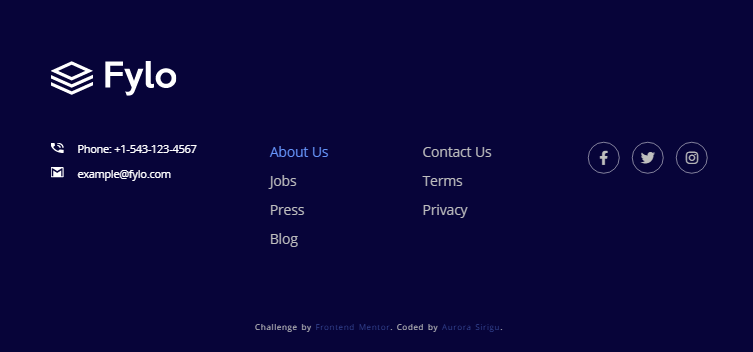 Fylo
Phone: +1-543-123-4567
example@fylo.com
About Us
Jobs
Press
Blog
Contact Us
Terms
Privacy
Challenge by Frontend Mentor. Coded by Aurora Sirigu.